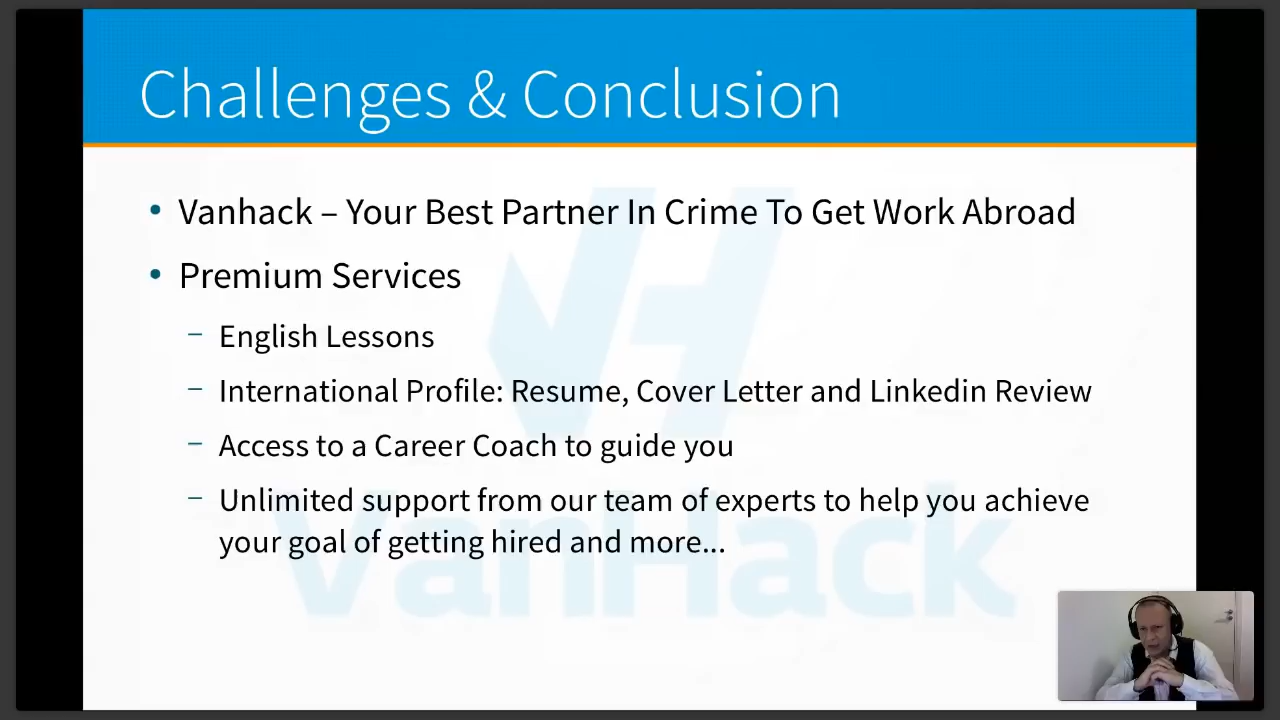 Challenges & Conclusion
• Vanhack – Your Best Partner In Crime To Get Work Abroad
• Premium Services
– English Lessons
– International Profile: Resume, Cover Letter and Linkedin Review
– Access to a Career Coach to guide you
– Unlimited support from our team of experts to help you achieve
your goal of getting hired and more...
VanHack